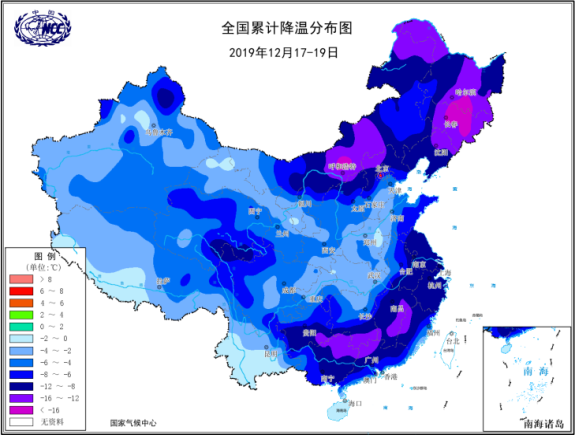 中国
NCC
全国累计降温分布图
2019年12月17-19日
哈尔滨
长春
乌鲁木齐
沈阳
呼和浩特
北京
天津
石家庄
太原
银川
济南
西宁
兰州
郑州
西安
南京
合肥
上海
拉萨
武汉
杭州
成都
重庆
南昌
长沙
贵阳
福州
台北
昆明
广州
南宁
香港
澳门
海口
图 例
(单位:℃)
> 8
6 ~ 8
4 ~ 6
2 ~ 4
0 ~ 2
-2 ~ 0
-4 ~ -2
-6 ~ -4
-8 ~ -6
-12 ~ -8
-16 ~ -12
< -16
无资料
国家气候中心
南 海
南海诸岛